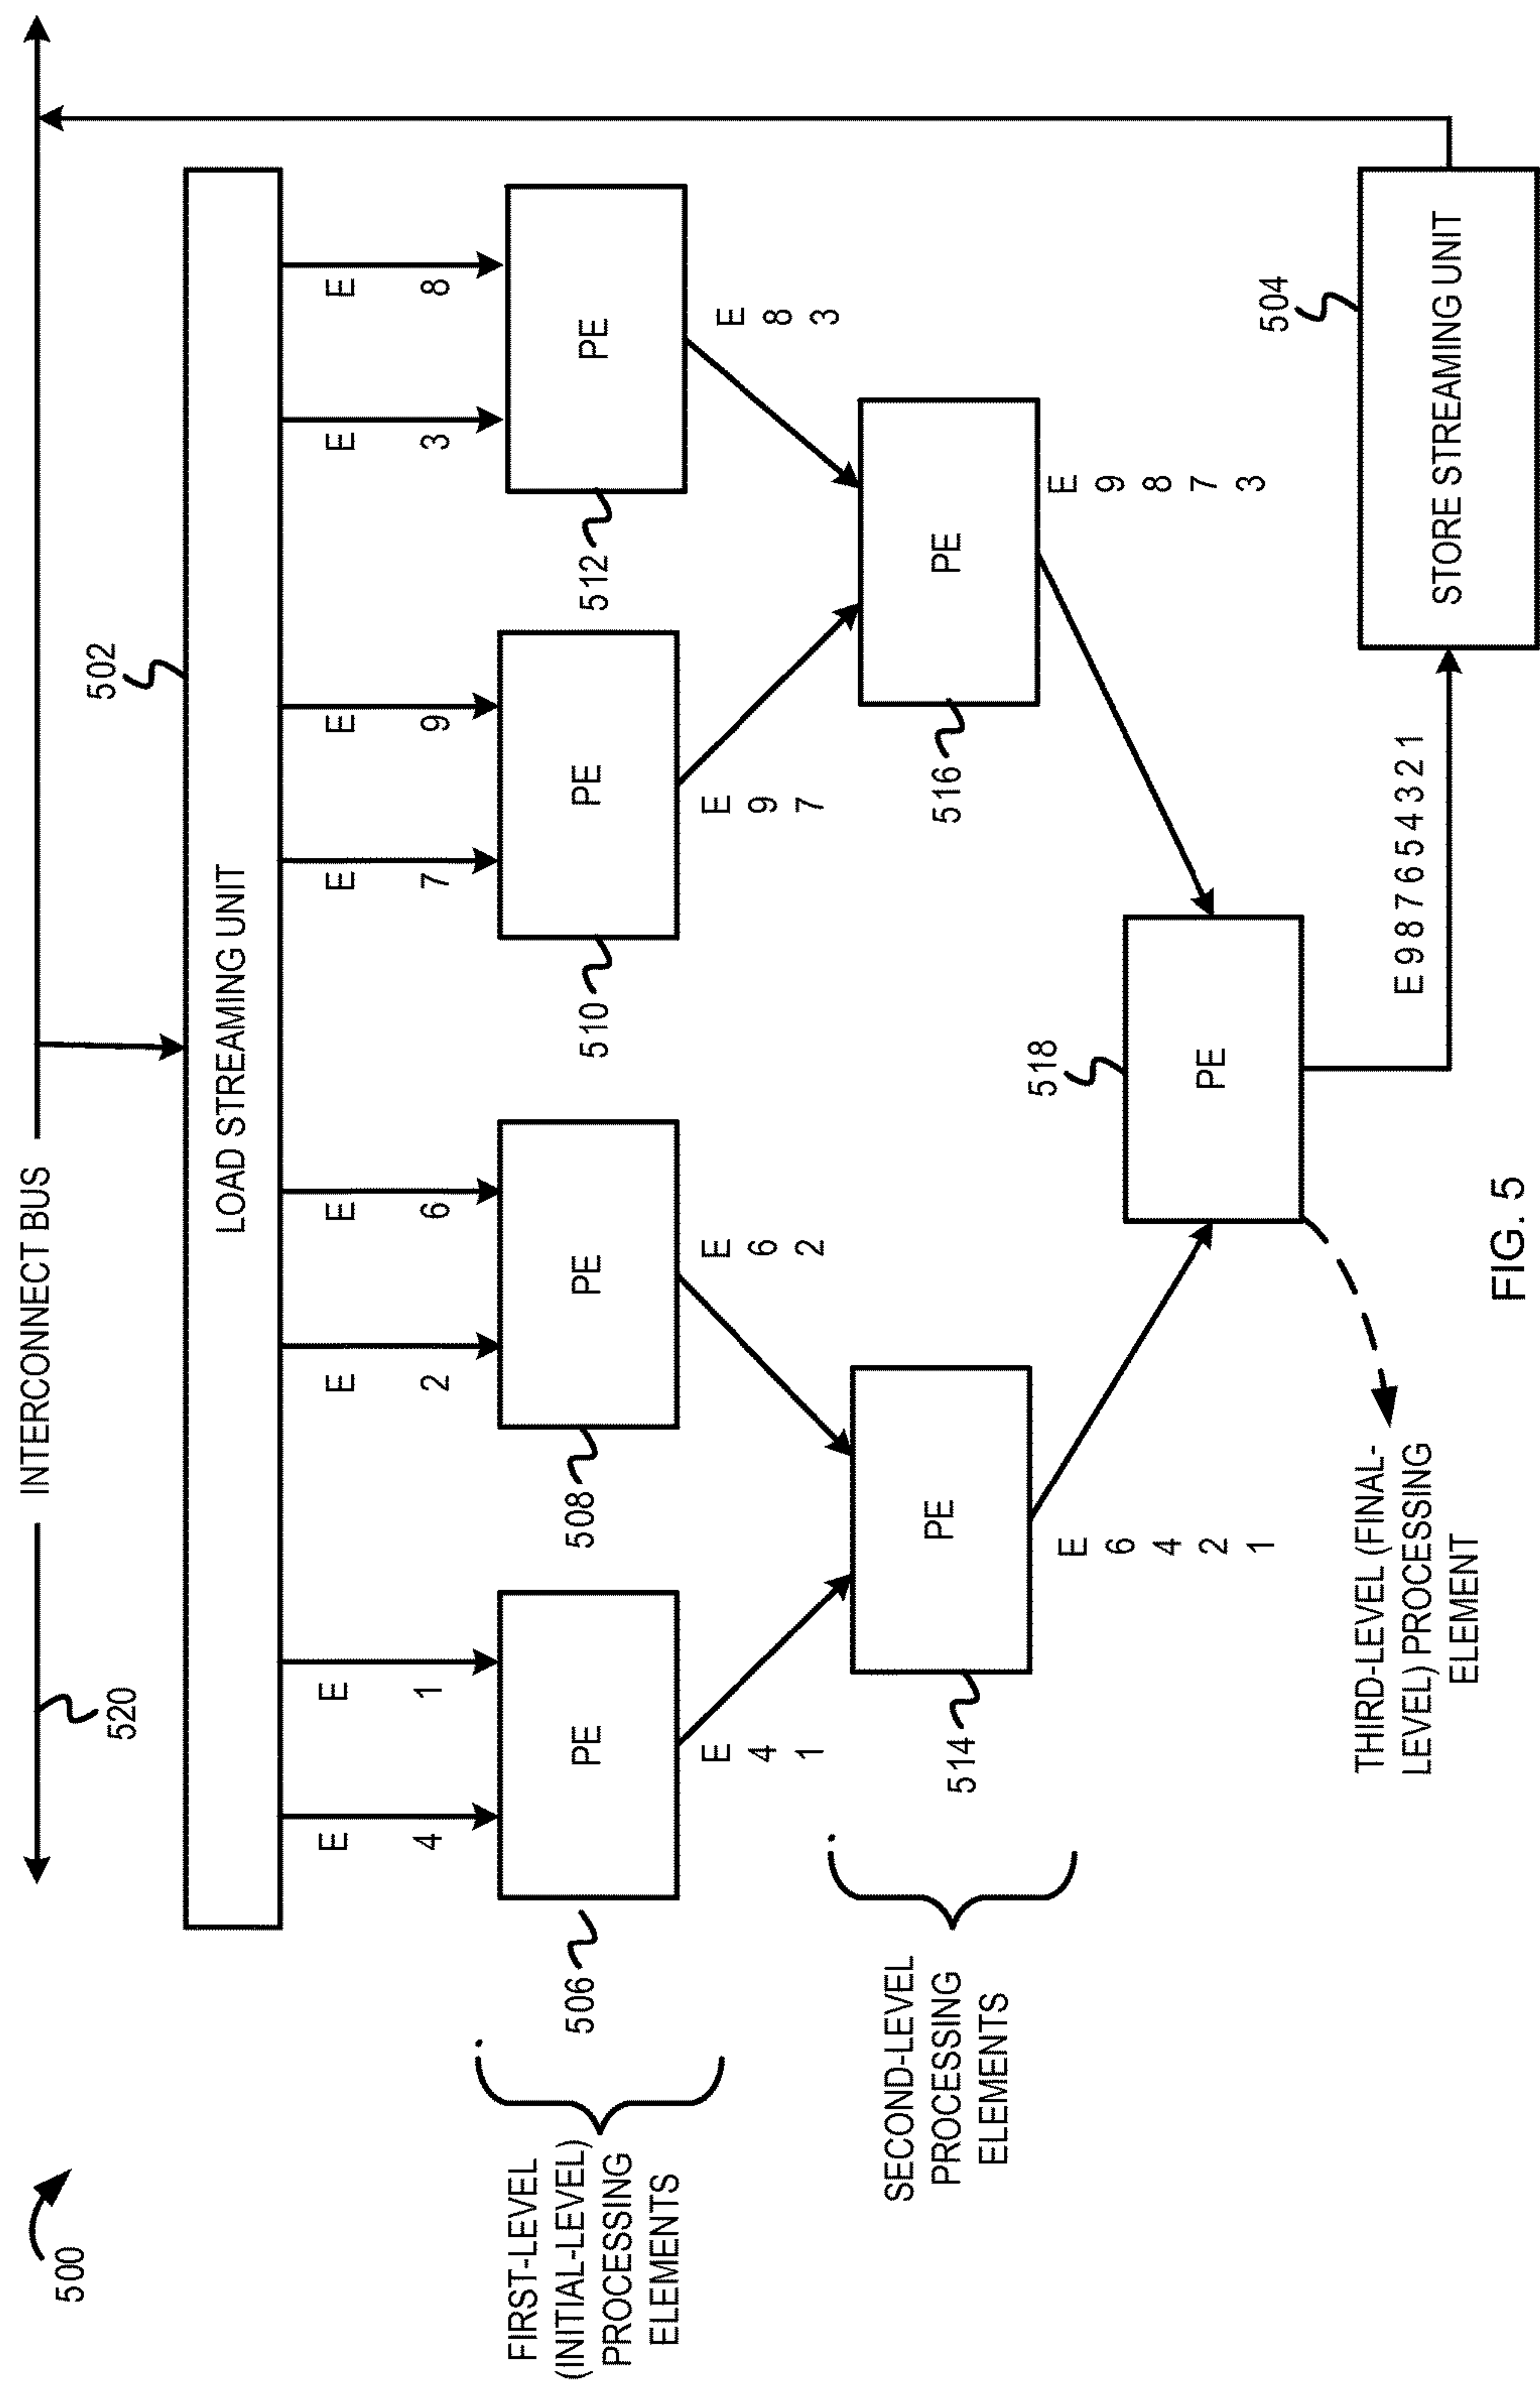 500
520
INTERCONNECT BUS
502
LOAD STREAMING UNIT
E E E E E E E E
4 1 2 6 7 9 3 8
FIRST-LEVEL
(INITIAL-LEVEL)
PROCESSING
ELEMENTS
506
PE
508
PE
510
PE
512
PE
E
4
1
E
6
2
E
9
7
E
8
3
SECOND-LEVEL
PROCESSING
ELEMENTS
514
PE
516
PE
E
6
4
2
1
E
9
8
7
3
518
PE
THIRD-LEVEL (FINAL-
LEVEL) PROCESSING
ELEMENT
E 9 8 7 6 5 4 3 2 1
504
STORE STREAMING UNIT
FIG. 5